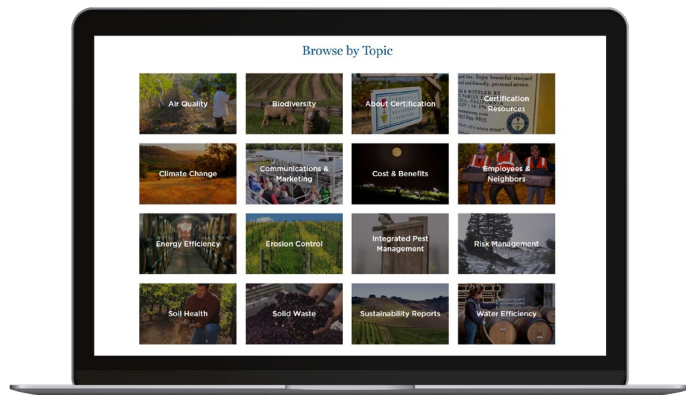 Browse by Topic
Air Quality
Biodiversity
About Certification
Certification
Resources
Climate Change
Communications &
Marketing
Cost & Benefits
Employees &
Neighbors
Energy Efficiency
Erosion Control
Integrated Pest
Management
Risk Management
Soil Health
Solid Waste
Sustainability Reports
Water Efficiency